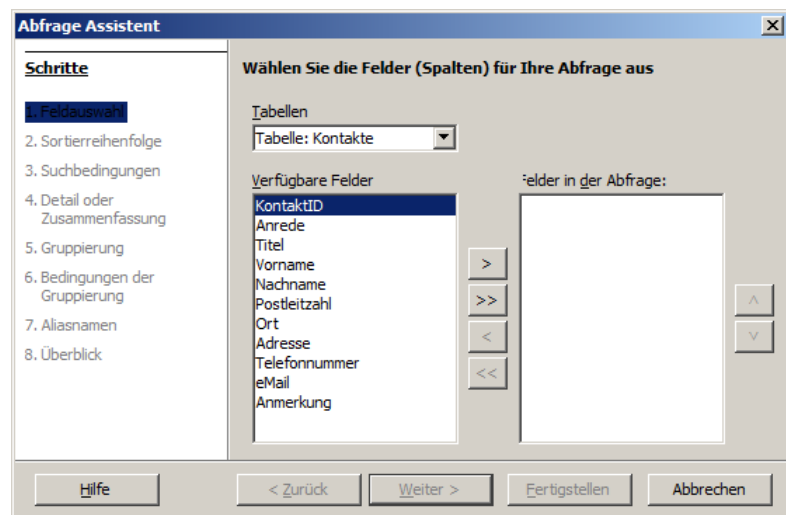 Abfrage Assistent
Schritte
1. Feldauswahl
2. Sortierreihenfolge
3. Suchbedingungen
4. Detail oder
Zusammenfassung
5. Gruppierung
6. Bedingungen der
Gruppierung
7. Aliasnamen
8. Überblick
Wählen Sie die Felder (Spalten) für Ihre Abfrage aus
Tabellen
Tabelle: Kontakte
Verfügbare Felder
KontaktID
Anrede
Titel
Vorname
Nachname
Postleitzahl
Ort
Adresse
Telefonnummer
eMail
Anmerkung
>
>>
<
<<
Felder in der Abfrage:
Hilfe
< Zurück
Weiter >
Fertigstellen
Abbrechen